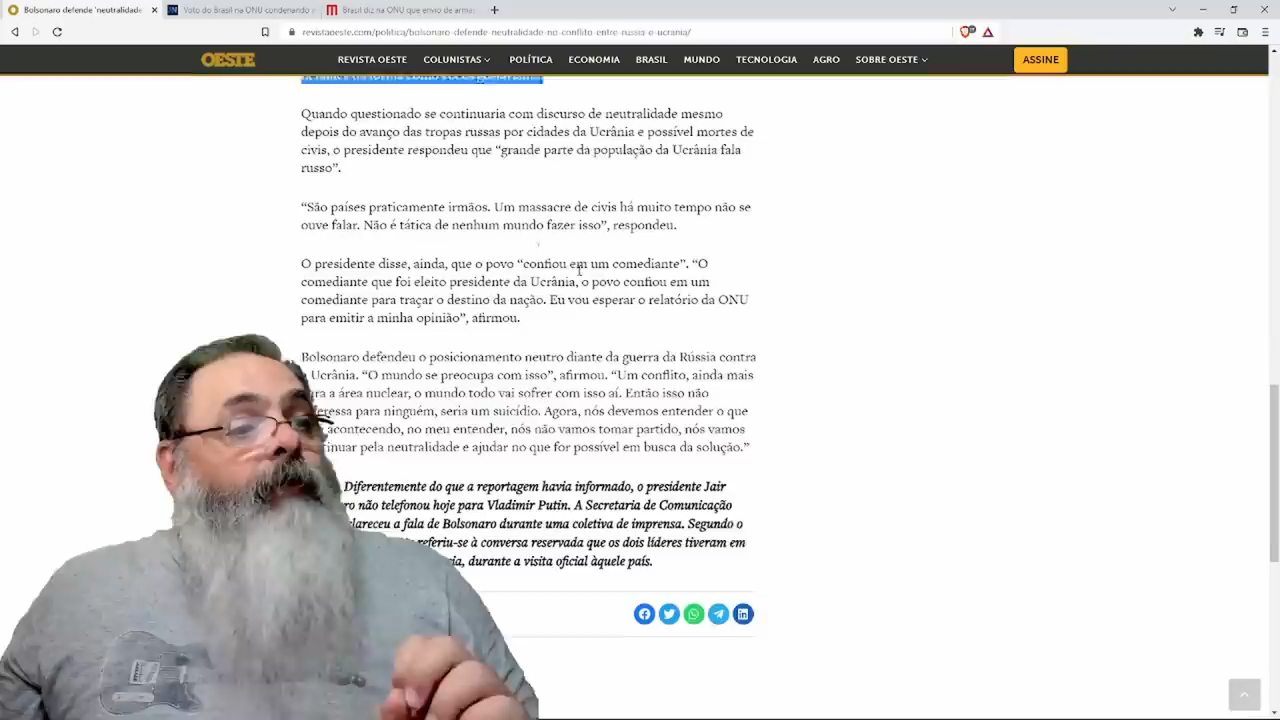 Bolsonaro defende 'neutralidade
Voto do Brasil na ONU condenando
Brasil diz na ONU que envio de arma
revistaoeste.com/politica/bolsonaro-defende-neutralidade-no-conflito-entre-russia-e-ucrania/
OESTE
REVISTA OESTE
COLUNISTAS
POLÍTICA
ECONOMIA
BRASIL
MUNDO
TECNOLOGIA
AGRO
SOBRE OESTE
ASSINE
Quando questionado se continuaria com discurso de neutralidade mesmo
depois do avanço das tropas russas por cidades da Ucrânia e possível mortes de
civis, o presidente respondeu que “grande parte da população da Ucrânia fala
russo”.
“São países praticamente irmãos. Um massacre de civis há muito tempo não se
ouve falar. Não é tática de nenhum mundo fazer isso”, respondeu.
O presidente disse, ainda, que o povo “confiou em um comediante”. “O
comediante que foi eleito presidente da Ucrânia, o povo confiou em um
comediante para traçar o destino da nação. Eu vou esperar o relatório da ONU
para emitir a minha opinião”, afirmou.
Bolsonaro defendeu o posicionamento neutro diante da guerra da Rússia contra
Ucrânia. “O mundo se preocupa com isso”, afirmou. “Um conflito, ainda mais
a área nuclear, o mundo todo vai sofrer com isso aí. Então isso não
para ninguém, seria um suicídio. Agora, nós devemos entender o que
acontecendo, no meu entender, nós não vamos tomar partido, nós vamos
pela neutralidade e ajudar no que for possível em busca da solução.”
Diferentemente do que a reportagem havia informado, o presidente Jair
não telefonou hoje para Vladimir Putin. A Secretaria de Comunicação
a fala de Bolsonaro durante uma coletiva de imprensa. Segundo o
referiu-se à conversa reservada que os dois líderes tiveram em
durante a visita oficial àquele país.